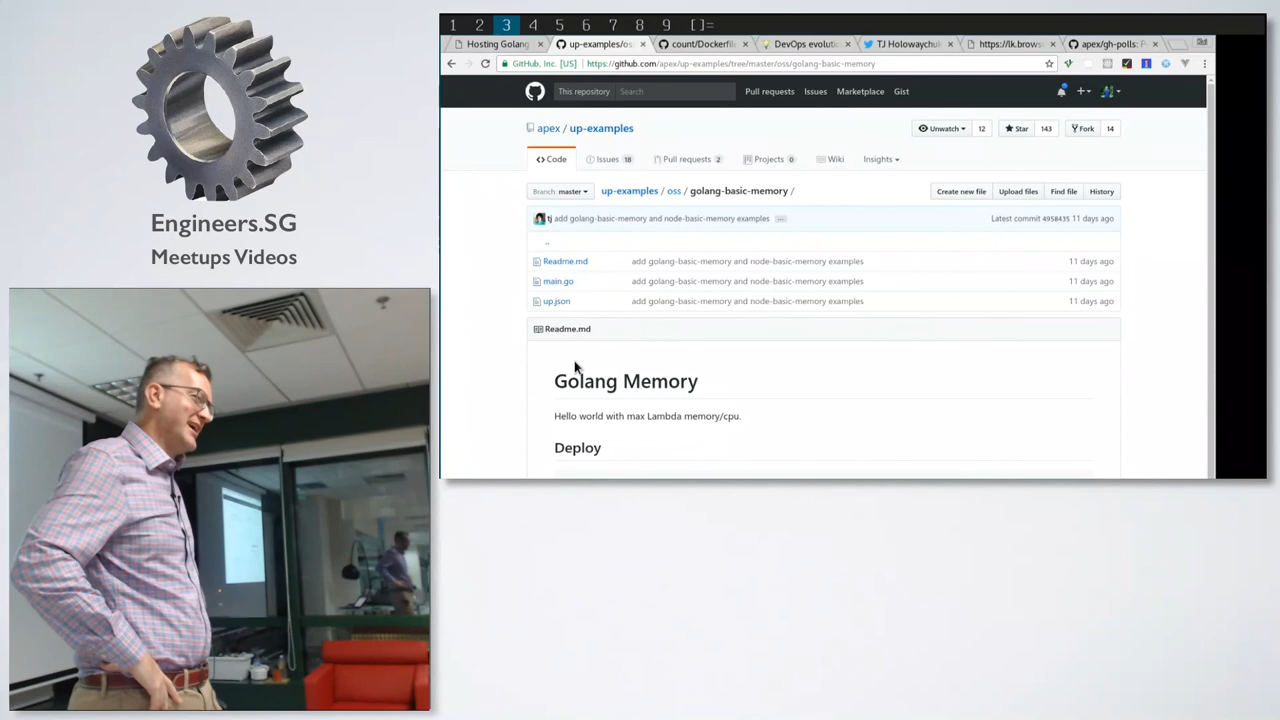 Engineers.SG
Meetups Videos
1 2 3 4 5 6 7 8 9 []=
Hosting Golang
up-examples/os
count/Dockerfil
DevOps evolutio
TJ Holowaychuk
https://lk.brows
apex/gh-polls: P
GitHub, Inc. [US] https://github.com/apex/up-examples/tree/master/oss/golang-basic-memory
This repository Search Pull requests Issues Marketplace Gist
apex / up-examples Unwatch 12 Star 143 Fork 14
Code Issues 18 Pull requests 2 Projects 0 Wiki Insights
Branch: master up-examples / oss / golang-basic-memory / Create new file Upload files Find file History
tj add golang-basic-memory and node-basic-memory examples ... Latest commit 4958435 11 days ago
..
Readme.md add golang-basic-memory and node-basic-memory examples 11 days ago
main.go add golang-basic-memory and node-basic-memory examples 11 days ago
up.json add golang-basic-memory and node-basic-memory examples 11 days ago
Readme.md
Golang Memory
Hello world with max Lambda memory/cpu.
Deploy